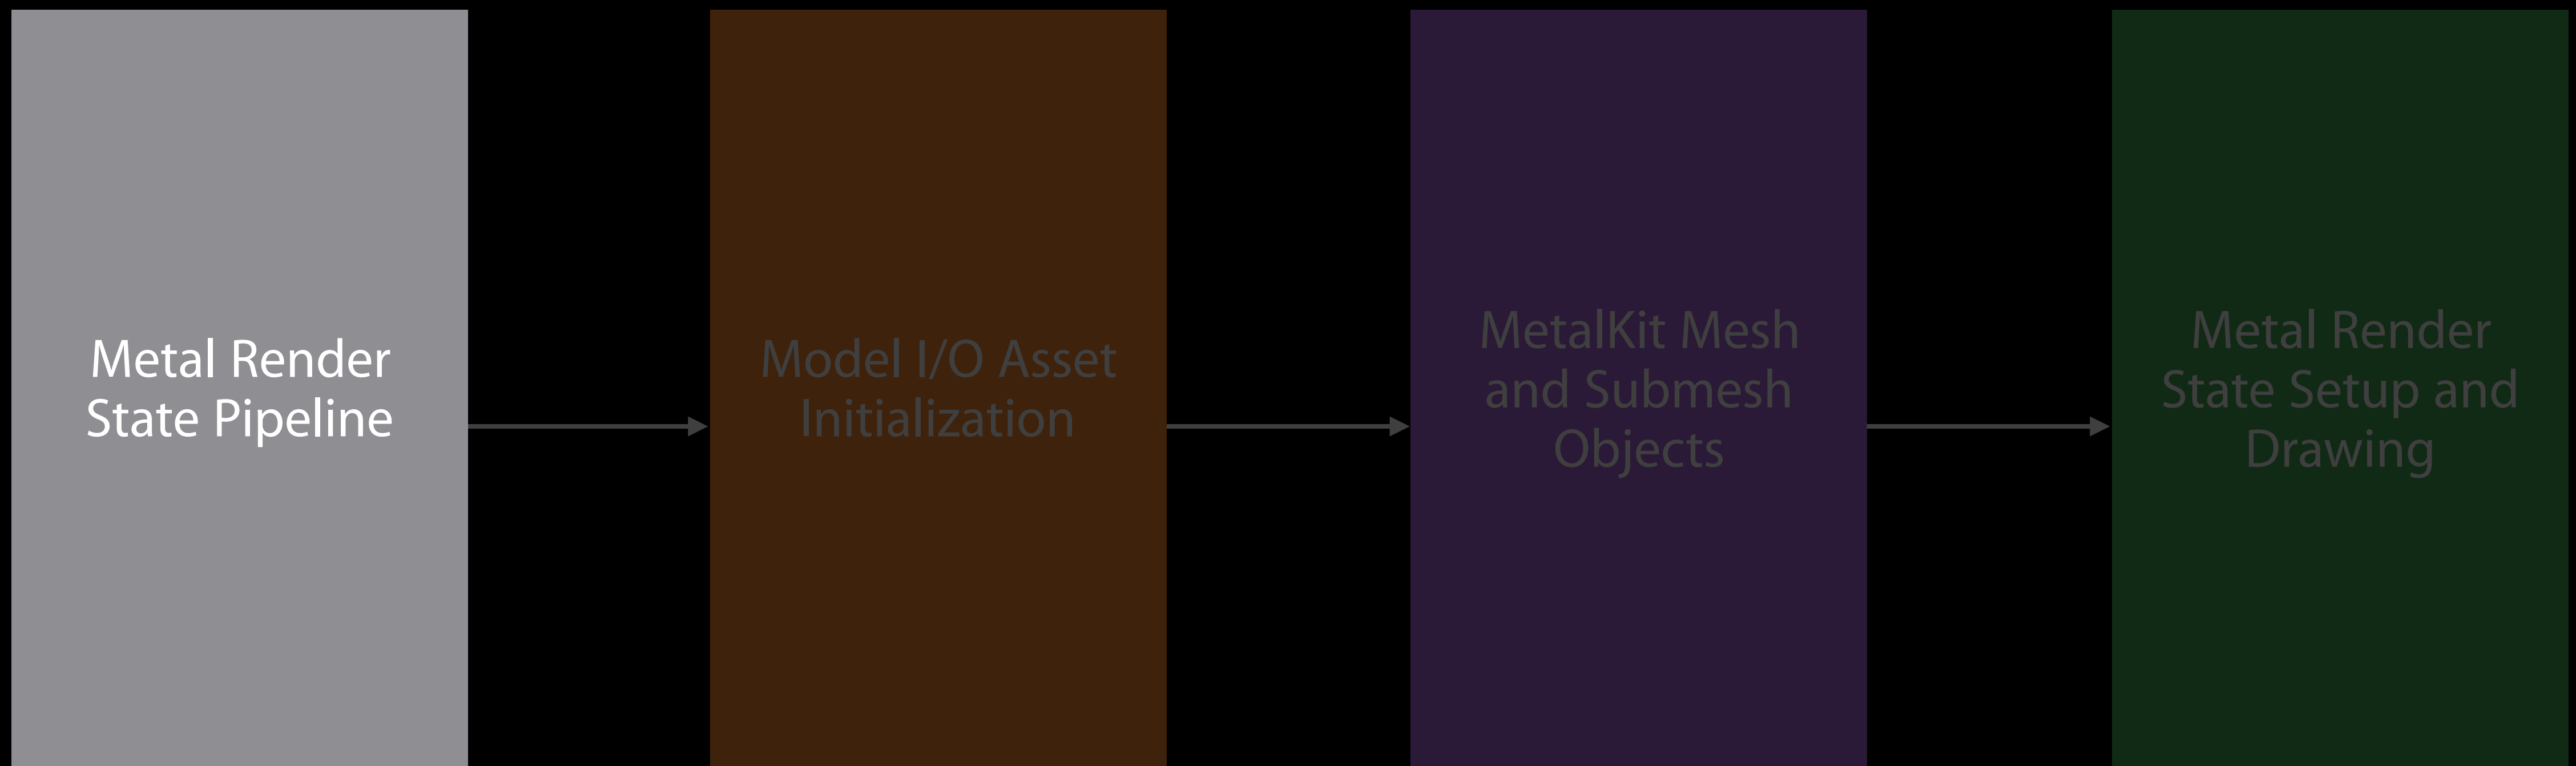 Metal Render
State Pipeline
Model I/O Asset
Initialization
MetalKit Mesh
and Submesh
Objects
Metal Render
State Setup and
Drawing